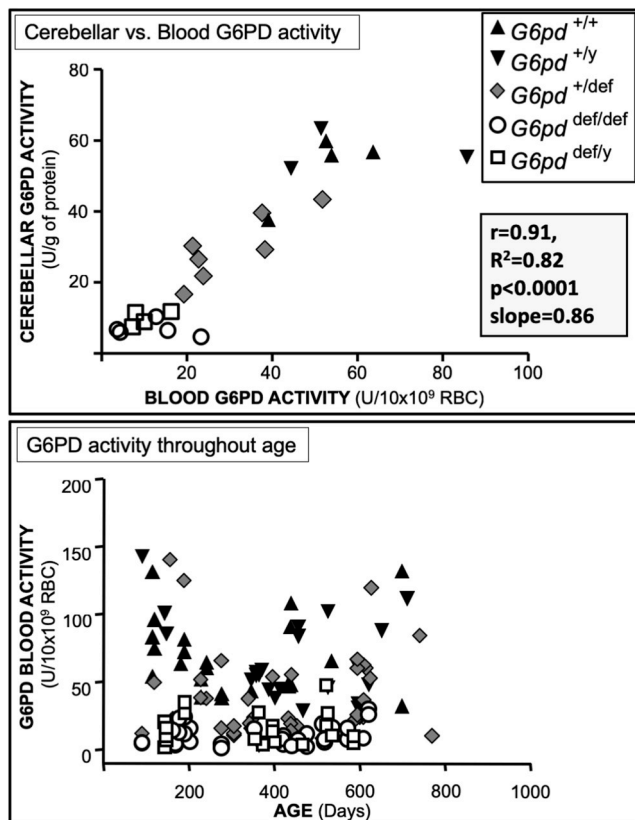 Cerebellar vs. Blood G6PD activity
G6pd +/+
G6pd +/y
G6pd +/def
G6pd def/def
G6pd def/y
80
60
40
20
CEREBELLAR G6PD ACTIVITY
(U/g of protein)
r=0.91,
R²=0.82
p<0.0001
slope=0.86
20 40 60 80 100
BLOOD G6PD ACTIVITY (U/10x10⁹ RBC)
G6PD activity throughout age
200
150
100
50
0
G6PD BLOOD ACTIVITY
(U/10x10⁹ RBC)
200 400 600 800 1000
AGE (Days)